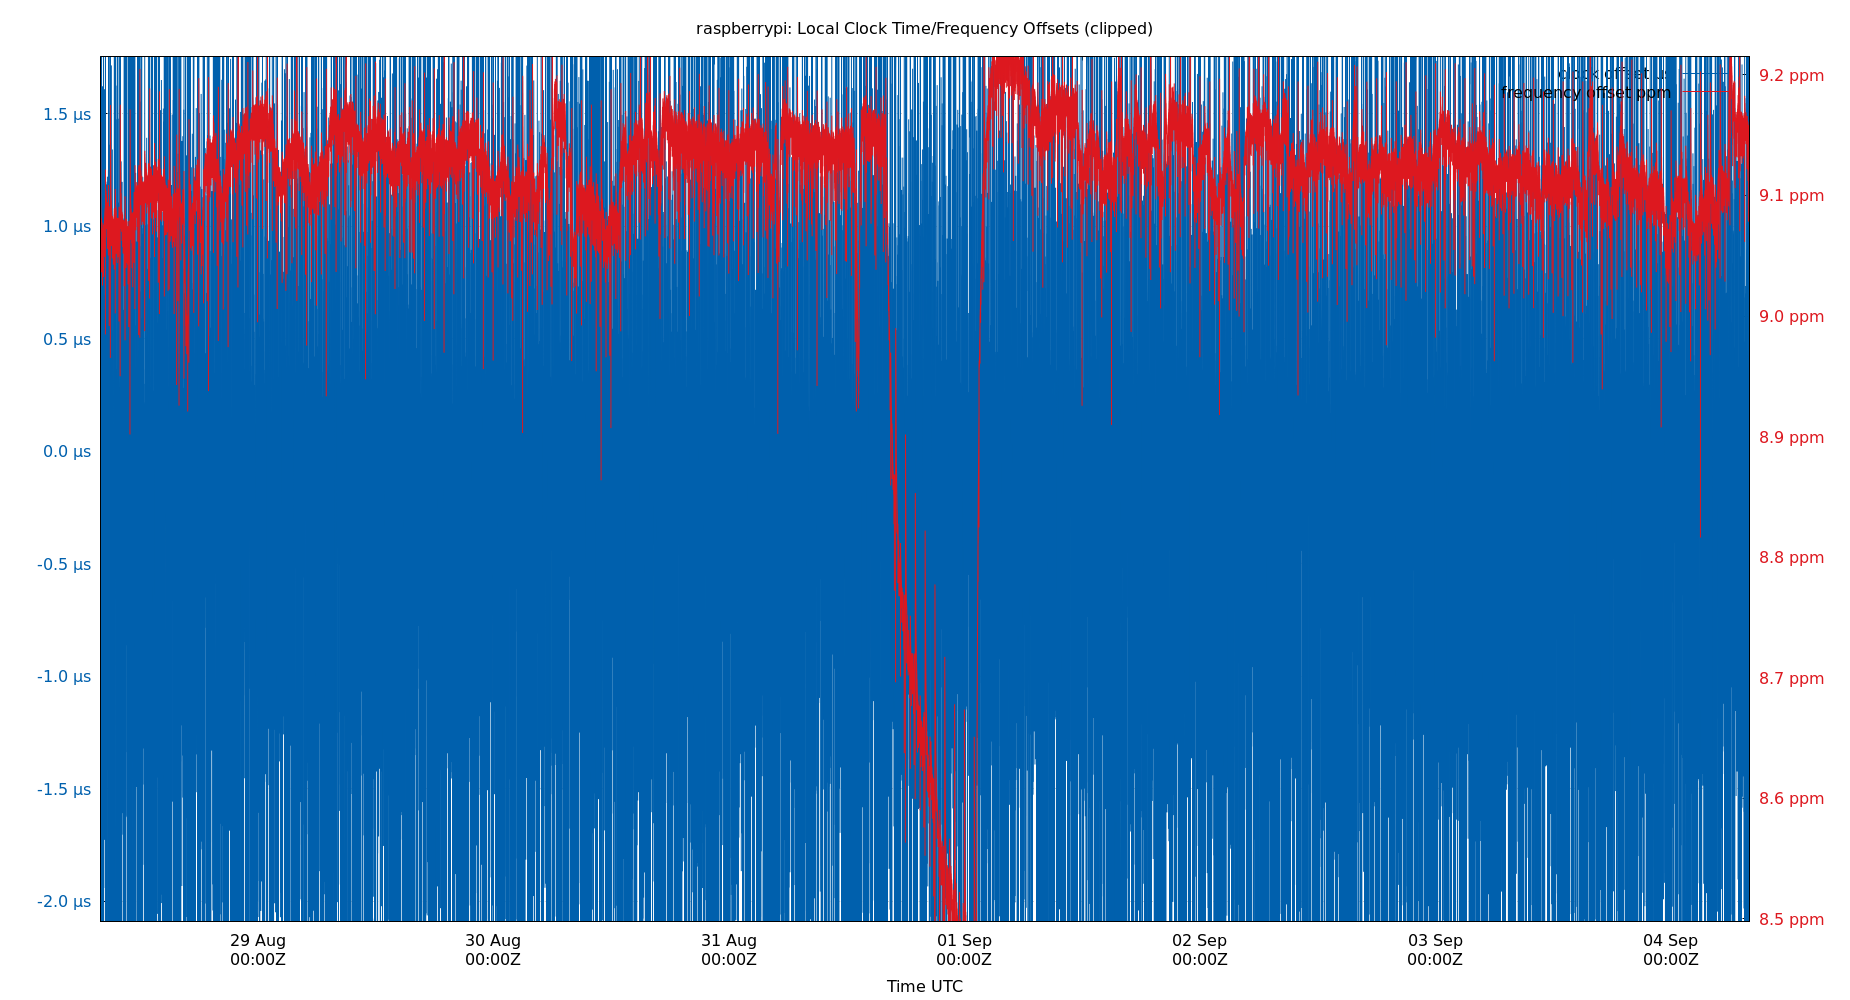 raspberrypi: Local Clock Time/Frequency Offsets (clipped)
clock offset µs
frequency offset ppm
1.5 µs
1.0 µs
0.5 µs
0.0 µs
-0.5 µs
-1.0 µs
-1.5 µs
-2.0 µs
9.2 ppm
9.1 ppm
9.0 ppm
8.9 ppm
8.8 ppm
8.7 ppm
8.6 ppm
8.5 ppm
29 Aug 30 Aug 31 Aug 01 Sep 02 Sep 03 Sep 04 Sep
00:00Z 00:00Z 00:00Z 00:00Z 00:00Z 00:00Z 00:00Z
Time UTC